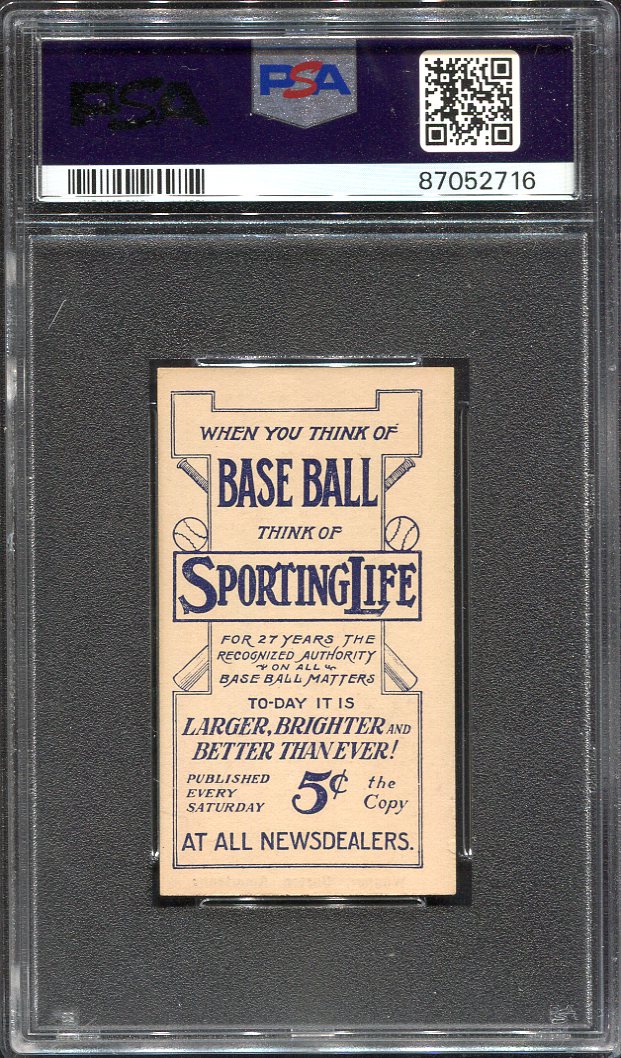 PSA
PSA
87052716
WHEN YOU THINK OF
BASE BALL
THINK OF
SPORTING LIFE
FOR 27 YEARS THE
RECOGNIZED AUTHORITY
ON ALL
BASE BALL MATTERS
TO-DAY IT IS
LARGER, BRIGHTER AND
BETTER THAN EVER!
PUBLISHED
EVERY
SATURDAY
5¢
the
Copy
AT ALL NEWSDEALERS.